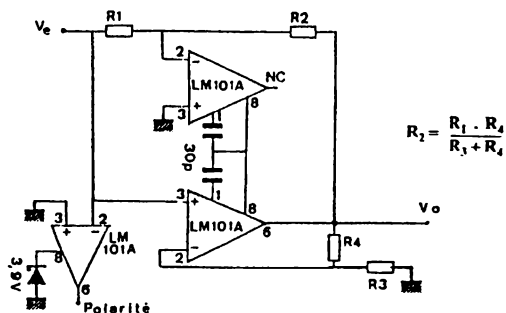 Ve R1 R2
2 -
LM101A NC
3 + 8
1
30p
R2 = R1 . R4 / R3 + R4
1
3 + 8 Vo
LM101A 6
2 -
3 + - 2
LM
101A
8
3,9V
6
Polarité
R4
R3